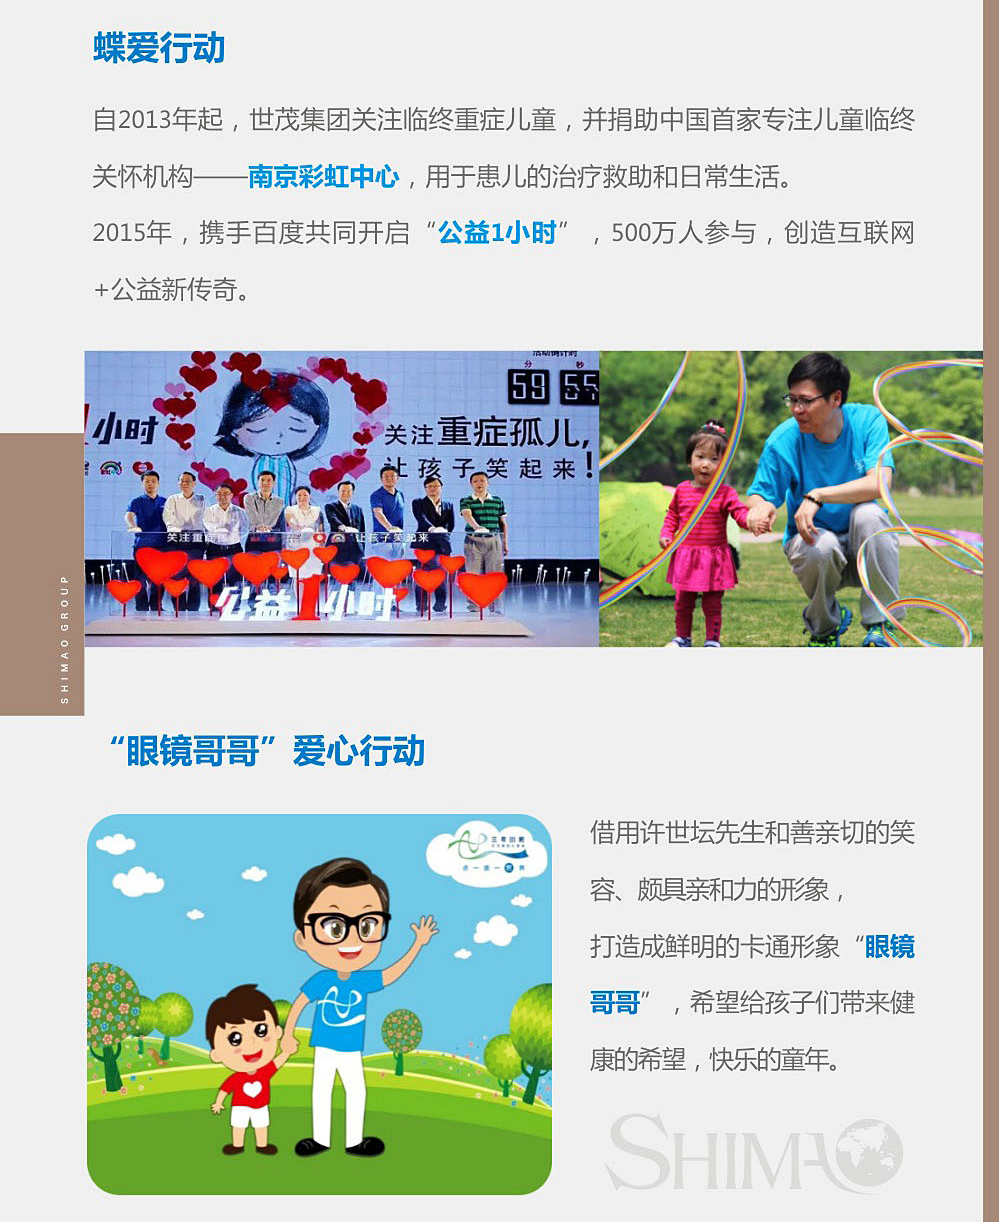 蝶爱行动
自2013年起，世茂集团关注临终重症儿童，并捐助中国首家专注儿童临终
关怀机构——南京彩虹中心，用于患儿的治疗救助和日常生活。
2015年，携手百度共同开启“公益1小时”，500万人参与，创造互联网
+公益新传奇。
活动倒计时
分 秒
59 55
1小时
关注重症孤儿,
让孩子笑起来!
关注重症孤儿 让孩子笑起来
公益1小时
SHIMAO GROUP
“眼镜哥哥”爱心行动
借用许世坛先生和善亲切的笑
容、颇具亲和力的形象，
打造成鲜明的卡通形象“眼镜
哥哥”，希望给孩子们带来健
康的希望，快乐的童年。
SHIMAO